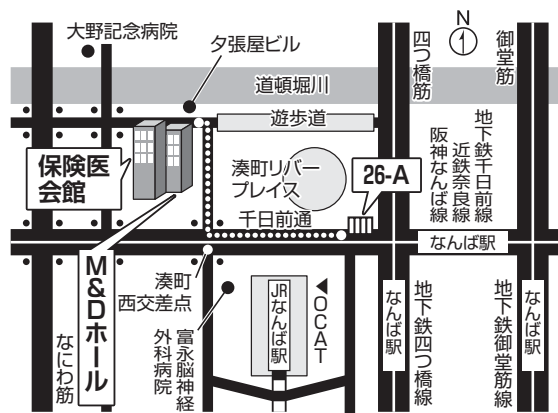 大野記念病院
夕張屋ビル
四つ橋筋
N
御堂筋
道頓堀川
遊歩道
保険医
会館
湊町リバー
プレイス
26-A
阪神なんば線
近鉄奈良線
地下鉄千日前線
千日前通
なんば駅
M&Dホール
湊町
西交差点
なにわ筋
富永脳神経
外科病院
JR
なんば駅
◀OCAT
なんば駅
地下鉄四つ橋線
地下鉄御堂筋線
なんば駅